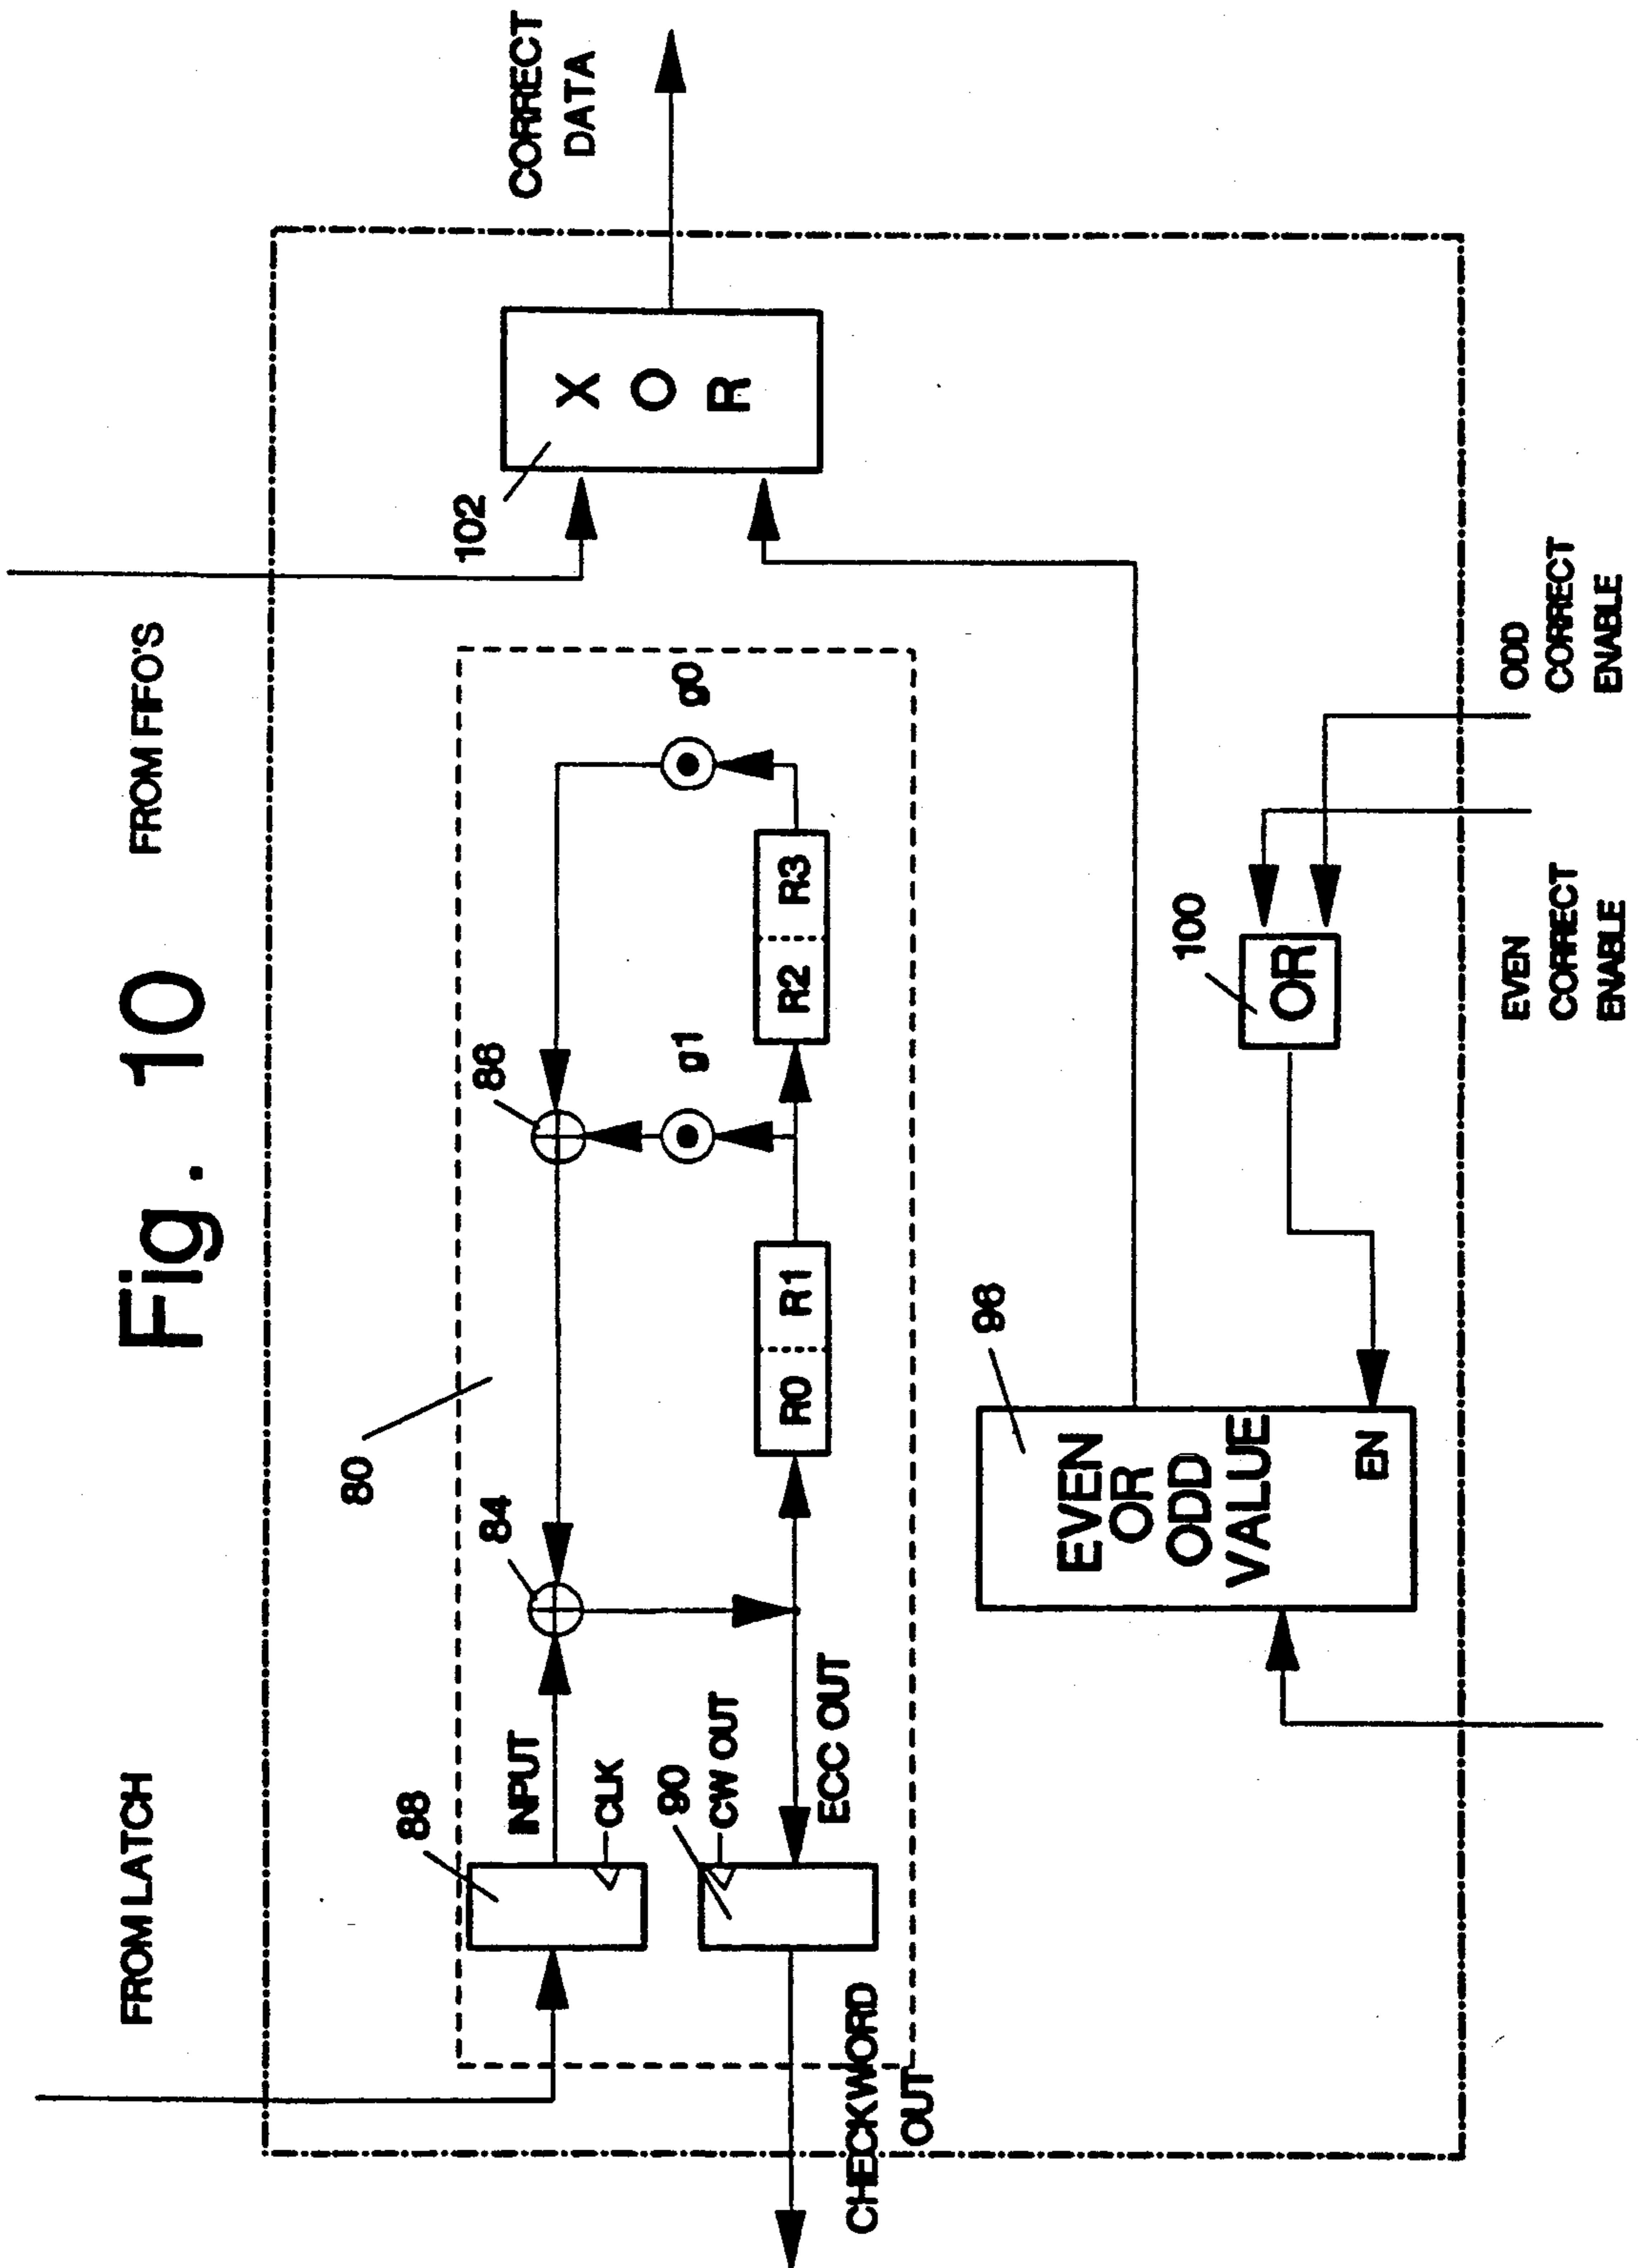 Fig. 10
FROM LATCH
FROM FIFO'S
80
88
INPUT
84
86
CLK
90
CW OUT
g1
g0
ECC OUT
R0 R1
R2 R3
CHECKWORD
OUT
102
X
O
R
CORRECT
DATA
98
EVEN
OR
ODD
VALUE
EN
100
OR
EVEN
CORRECT
ENABLE
ODD
CORRECT
ENABLE